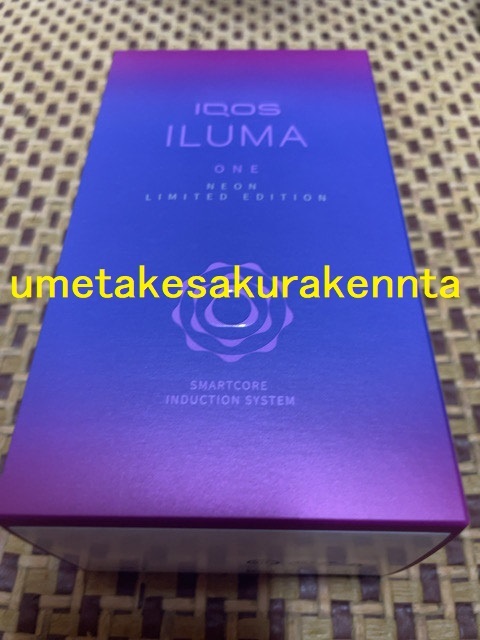 IQOS
ILUMA
ONE
NEON
LIMITED EDITION
umetakesakurakennta
SMARTCORE
INDUCTION SYSTEM